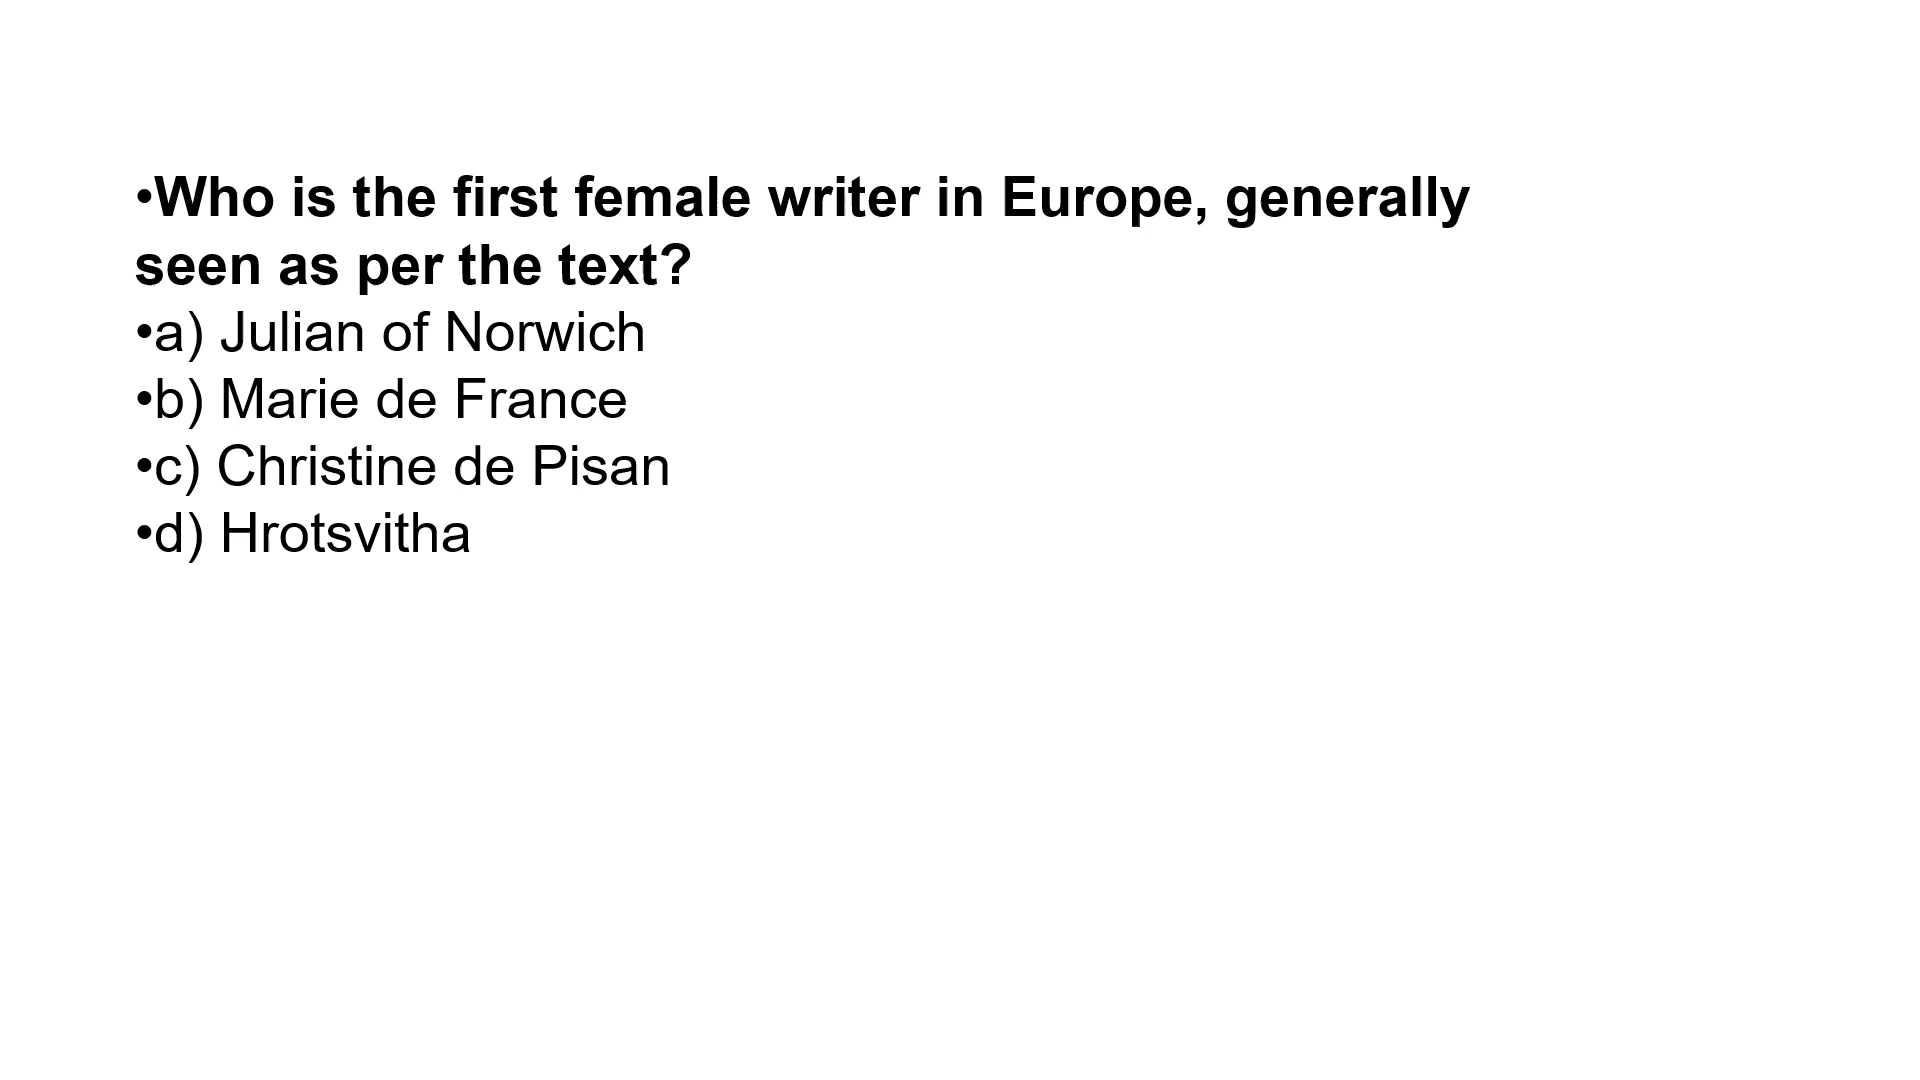 •Who is the first female writer in Europe, generally
seen as per the text?
•a) Julian of Norwich
•b) Marie de France
•c) Christine de Pisan
•d) Hrotsvitha